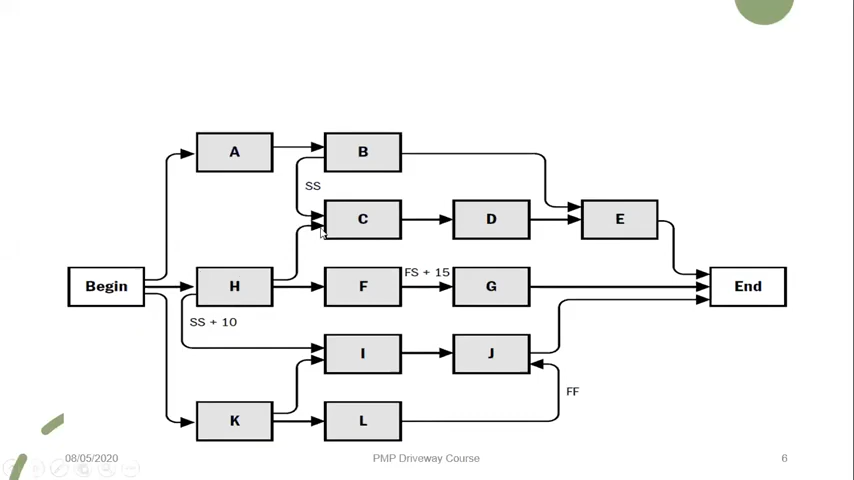 A
B
SS
C
D
E
Begin
H
F
FS + 15
G
End
SS + 10
I
J
FF
K
L
08/05/2020
PMP Driveway Course
6